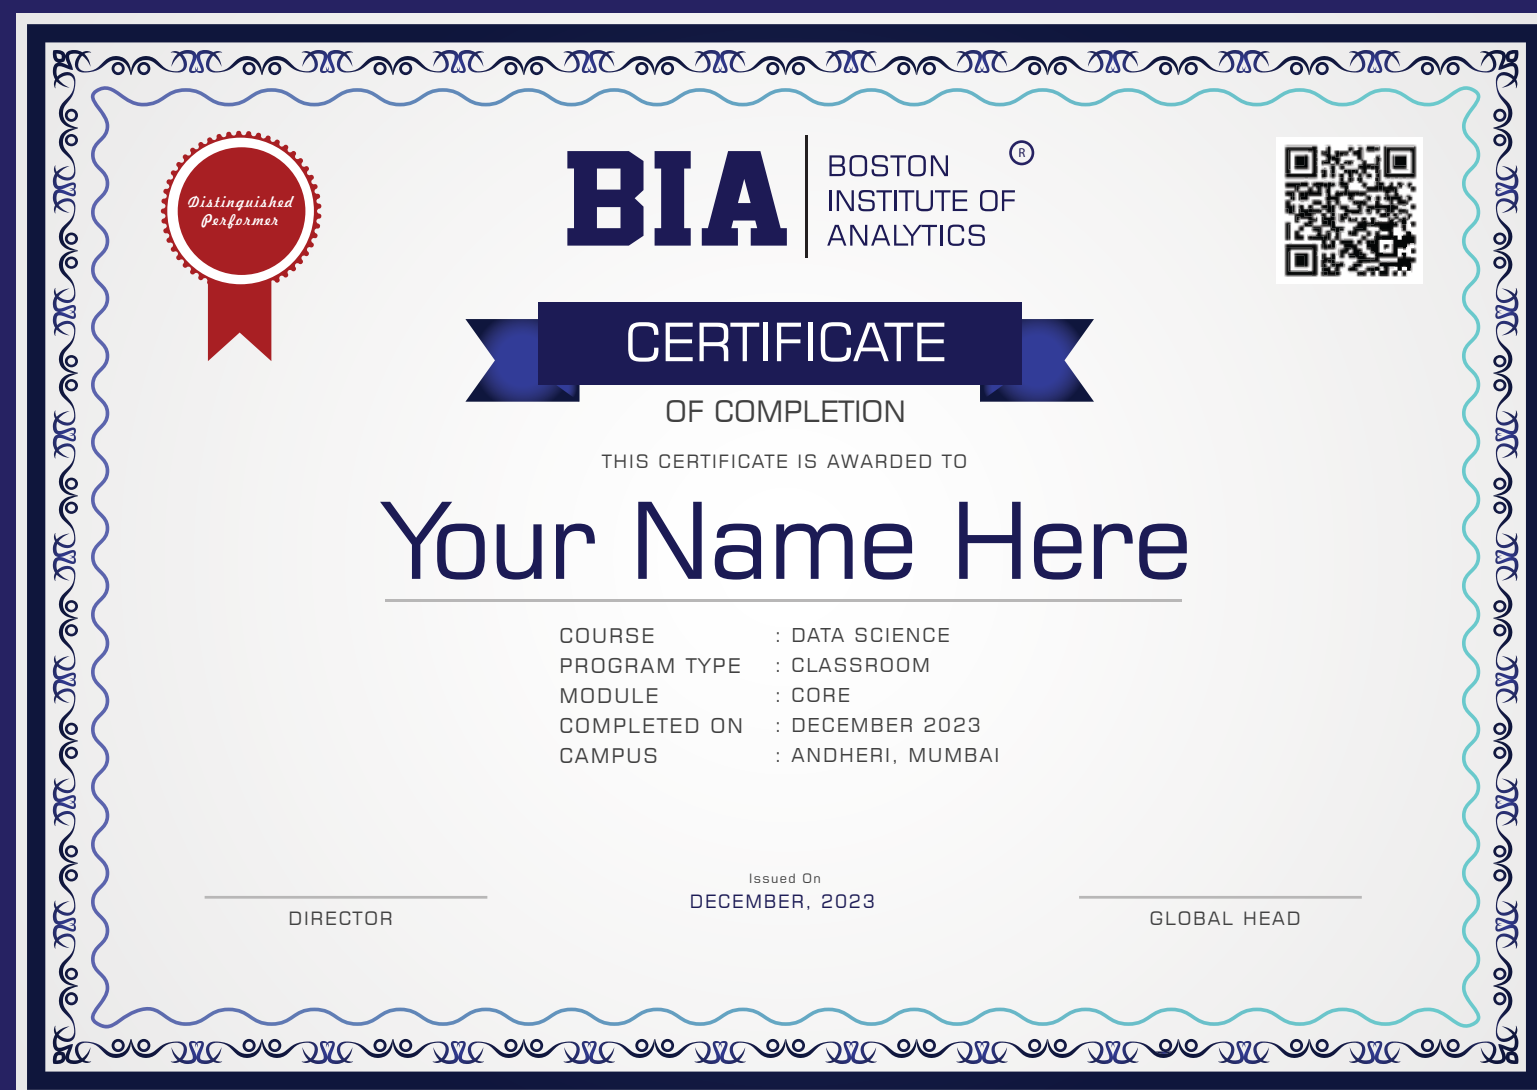 Distinguished
Performer
BIA
BOSTON
INSTITUTE OF
ANALYTICS
®
CERTIFICATE
OF COMPLETION
THIS CERTIFICATE IS AWARDED TO
Your Name Here
COURSE : DATA SCIENCE
PROGRAM TYPE : CLASSROOM
MODULE : CORE
COMPLETED ON : DECEMBER 2023
CAMPUS : ANDHERI, MUMBAI
Issued On
DECEMBER, 2023
DIRECTOR
GLOBAL HEAD